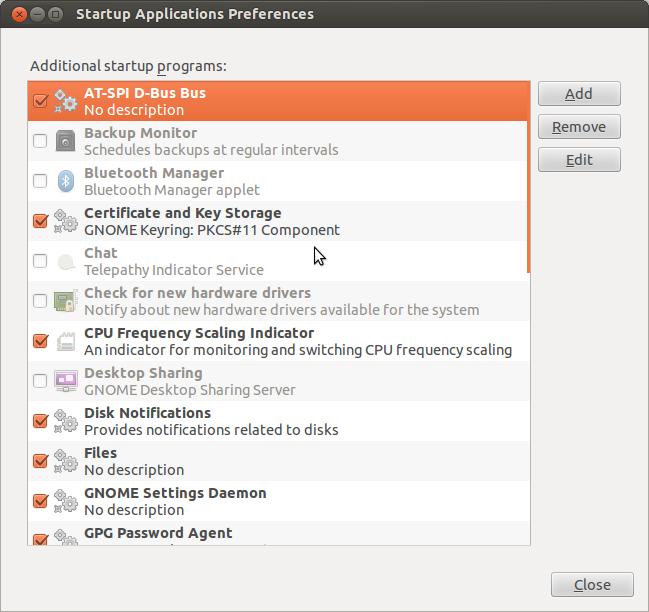 Startup Applications Preferences
Additional startup programs:
AT-SPI D-Bus Bus
No description
Backup Monitor
Schedules backups at regular intervals
Bluetooth Manager
Bluetooth Manager applet
Certificate and Key Storage
GNOME Keyring: PKCS#11 Component
Chat
Telepathy Indicator Service
Check for new hardware drivers
Notify about new hardware drivers available for the system
CPU Frequency Scaling Indicator
An indicator for monitoring and switching CPU frequency scaling
Desktop Sharing
GNOME Desktop Sharing Server
Disk Notifications
Provides notifications related to disks
Files
No description
GNOME Settings Daemon
No description
GPG Password Agent
Add
Remove
Edit
Close